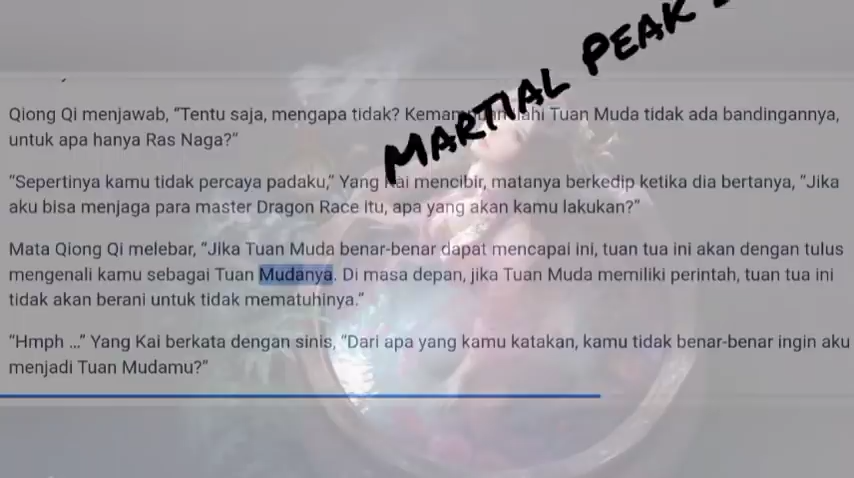 MARTIAL PEAK
Qiong Qi menjawab, “Tentu saja, mengapa tidak? Tuan Muda tidak ada bandingannya,
untuk apa hanya Ras Naga?”
“Sepertinya kamu tidak percaya padaku,” Yang Kai mencibir, matanya berkedip ketika dia bertanya, “Jika
aku bisa menjaga para master Dragon Race itu, apa yang akan kamu lakukan?”
Mata Qiong Qi melebar, “Jika Tuan Muda benar-benar dapat mencapai ini, tuan tua ini akan dengan tulus
mengenali kamu sebagai Tuan Mudanya. Di masa depan, jika Tuan Muda memiliki perintah, tuan tua ini
tidak akan berani untuk tidak mematuhinya.”
“Hmph ...” Yang Kai berkata dengan sinis, “Dari apa yang kamu katakan, kamu tidak benar-benar ingin aku
menjadi Tuan Mudamu?”